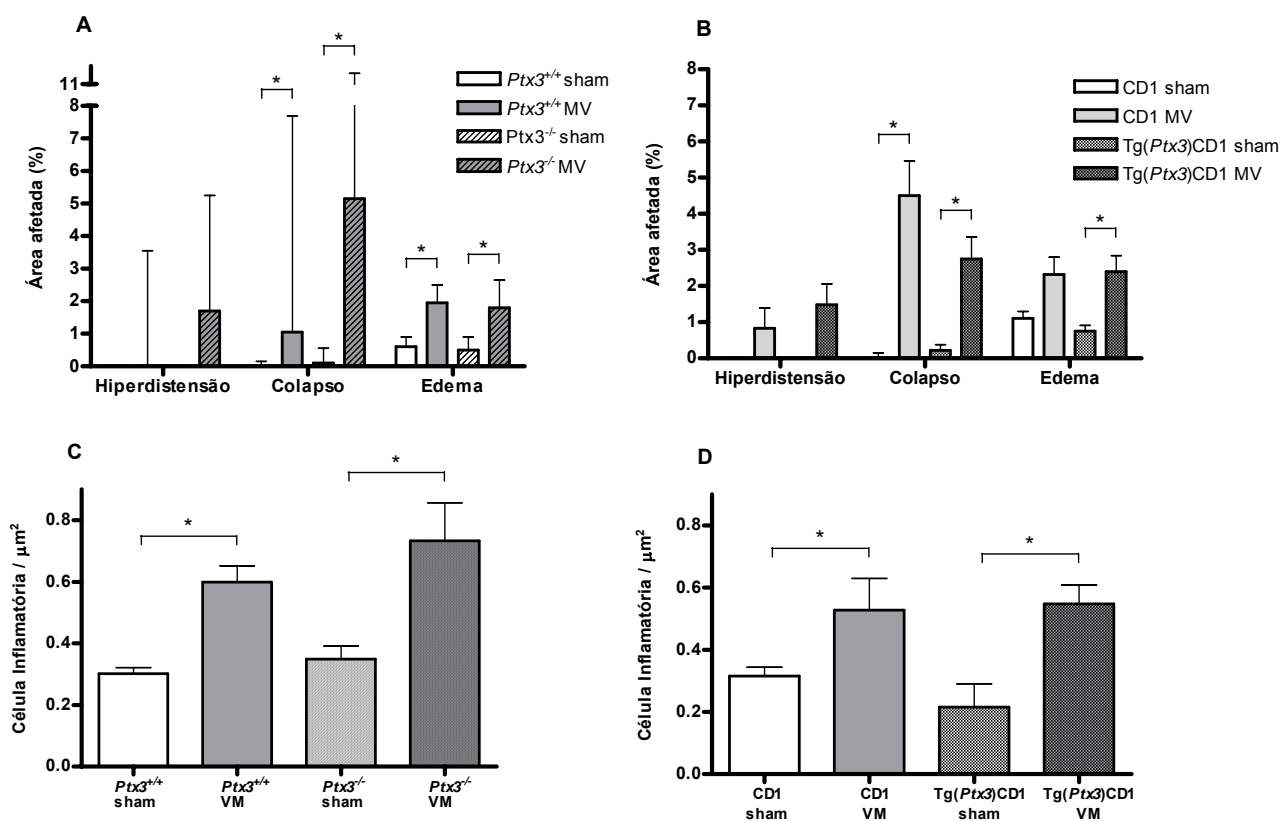 A
Área afetada (%)
11
8
7
6
5
4
3
2
1
0
*
*
*
*
Ptx3+/+ sham
Ptx3+/+ MV
Ptx3-/- sham
Ptx3-/- MV
Hiperdistensão Colapso Edema
B
Área afetada (%)
8
7
6
5
4
3
2
1
0
*
*
*
CD1 sham
CD1 MV
Tg(Ptx3)CD1 sham
Tg(Ptx3)CD1 MV
Hiperdistensão Colapso Edema
C
Célula Inflamatória / µm²
0.8
0.6
0.4
0.2
0.0
*
*
Ptx3+/+ Ptx3+/+ Ptx3-/- Ptx3-/-
sham VM sham VM
D
Célula Inflamatória / µm²
0.8
0.6
0.4
0.2
0.0
*
*
CD1 CD1 Tg(Ptx3)CD1 Tg(Ptx3)CD1
sham VM sham VM